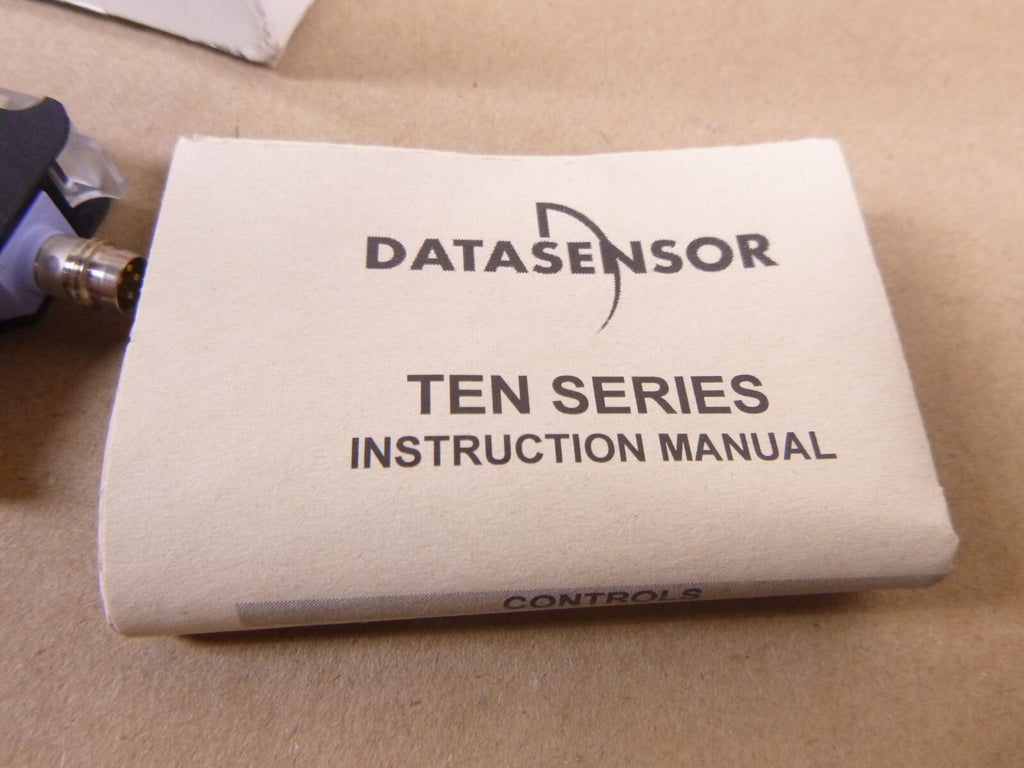 DATASENSOR
TEN SERIES
INSTRUCTION MANUAL
CONTROLS